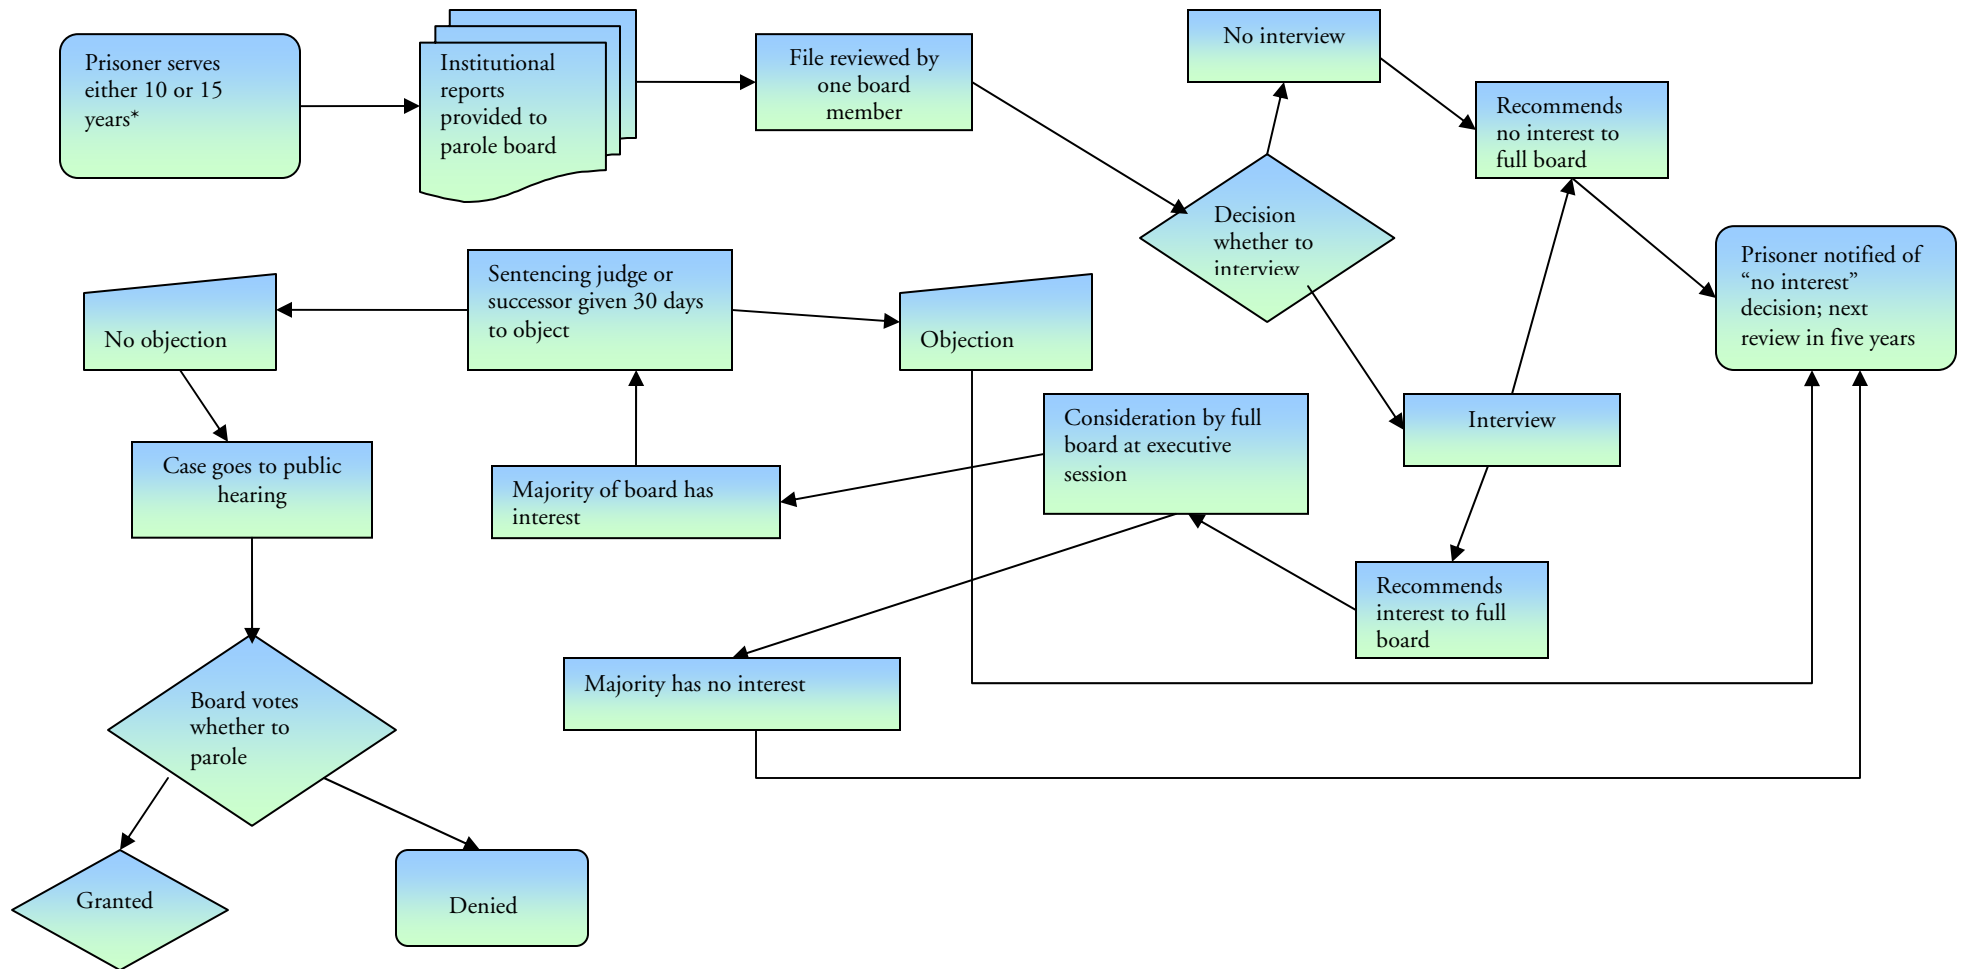 Prisoner serves
either 10 or 15
years*
Institutional
reports
provided to
parole board
File reviewed by
one board
member
No interview
Recommends
no interest to
full board
Decision
whether to
interview
Prisoner notified of
“no interest”
decision; next
review in five years
Sentencing judge or
successor given 30 days
to object
No objection
Objection
Case goes to public
hearing
Majority of board has
interest
Consideration by full
board at executive
session
Interview
Recommends
interest to full
board
Majority has no interest
Board votes
whether to
parole
Granted
Denied